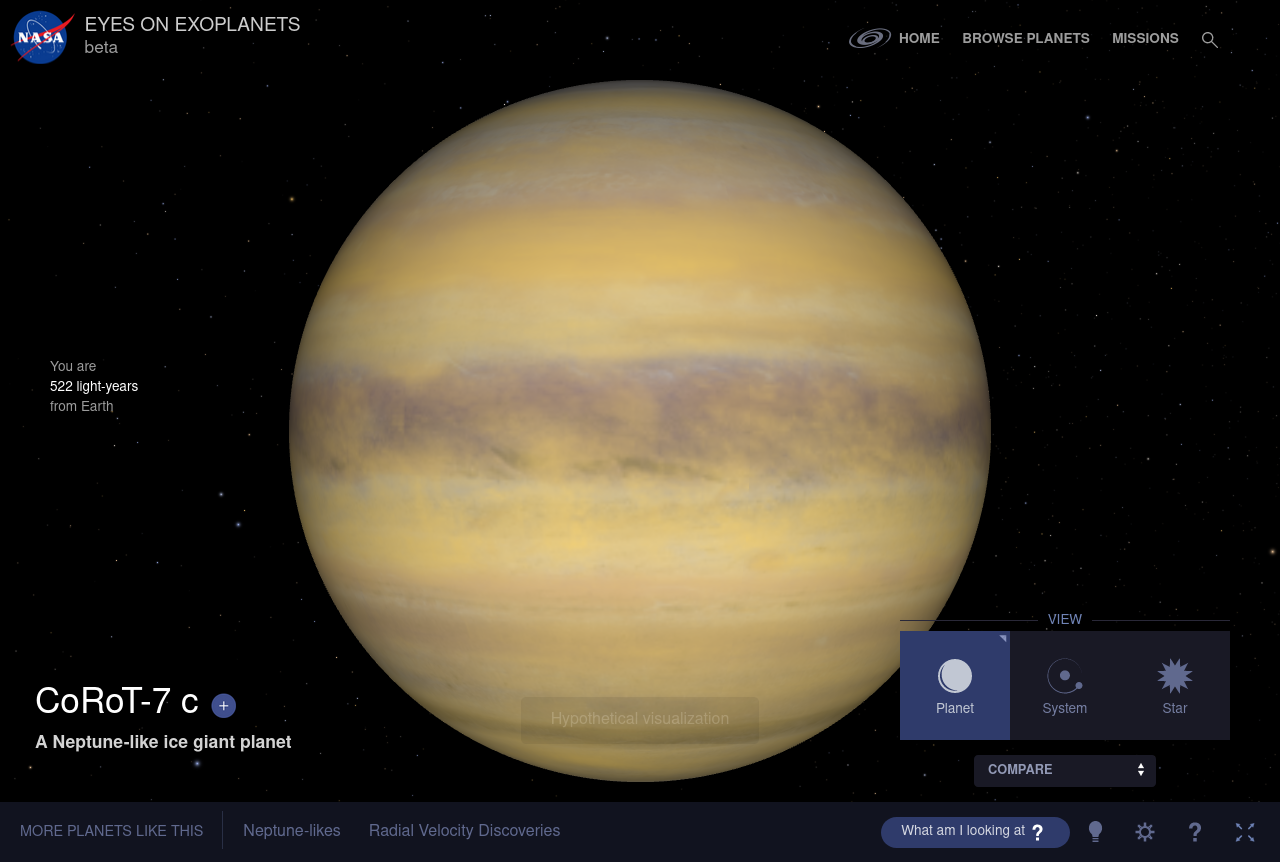 NASA
EYES ON EXOPLANETS
beta
HOME
BROWSE PLANETS
MISSIONS
You are
522 light-years
from Earth
VIEW
Planet
System
Star
CoRoT-7 c +
A Neptune-like ice giant planet
Hypothetical visualization
COMPARE
MORE PLANETS LIKE THIS
Neptune-likes
Radial Velocity Discoveries
What am I looking at ?
?